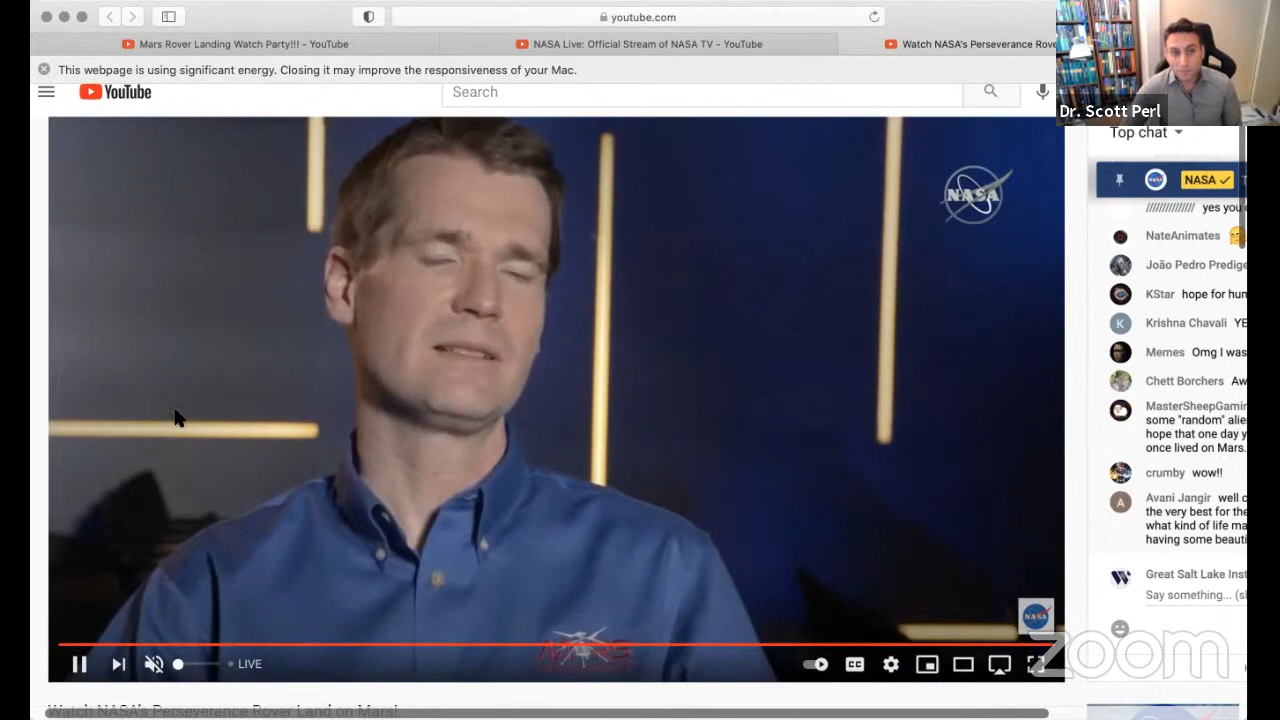 youtube.com
Mars Rover Landing Watch Party!!! - YouTube
NASA Live: Official Stream of NASA TV - YouTube
Watch NASA's Perseverance Rove
This webpage is using significant energy. Closing it may improve the responsiveness of your Mac.
Dr. Scott Perl
YouTube
Search
Top chat
NASA
NASA
NASA
T
/////////////// yes you
NateAnimates
João Pedro Predige
KStar hope for hum
K
Krishna Chavali YE
Memes Omg I was
Chett Borchers Aw
MasterSheepGamin
some "random" alie
hope that one day y
once lived on Mars.
crumby wow!!
A
Avani Jangir well c
the very best for the
what kind of life ma
having some beauti
Great Salt Lake Inst
Say something... (sl
NASA
LIVE
CC
zoom
Watch NASA's Perseverance Rover Land on Mars!